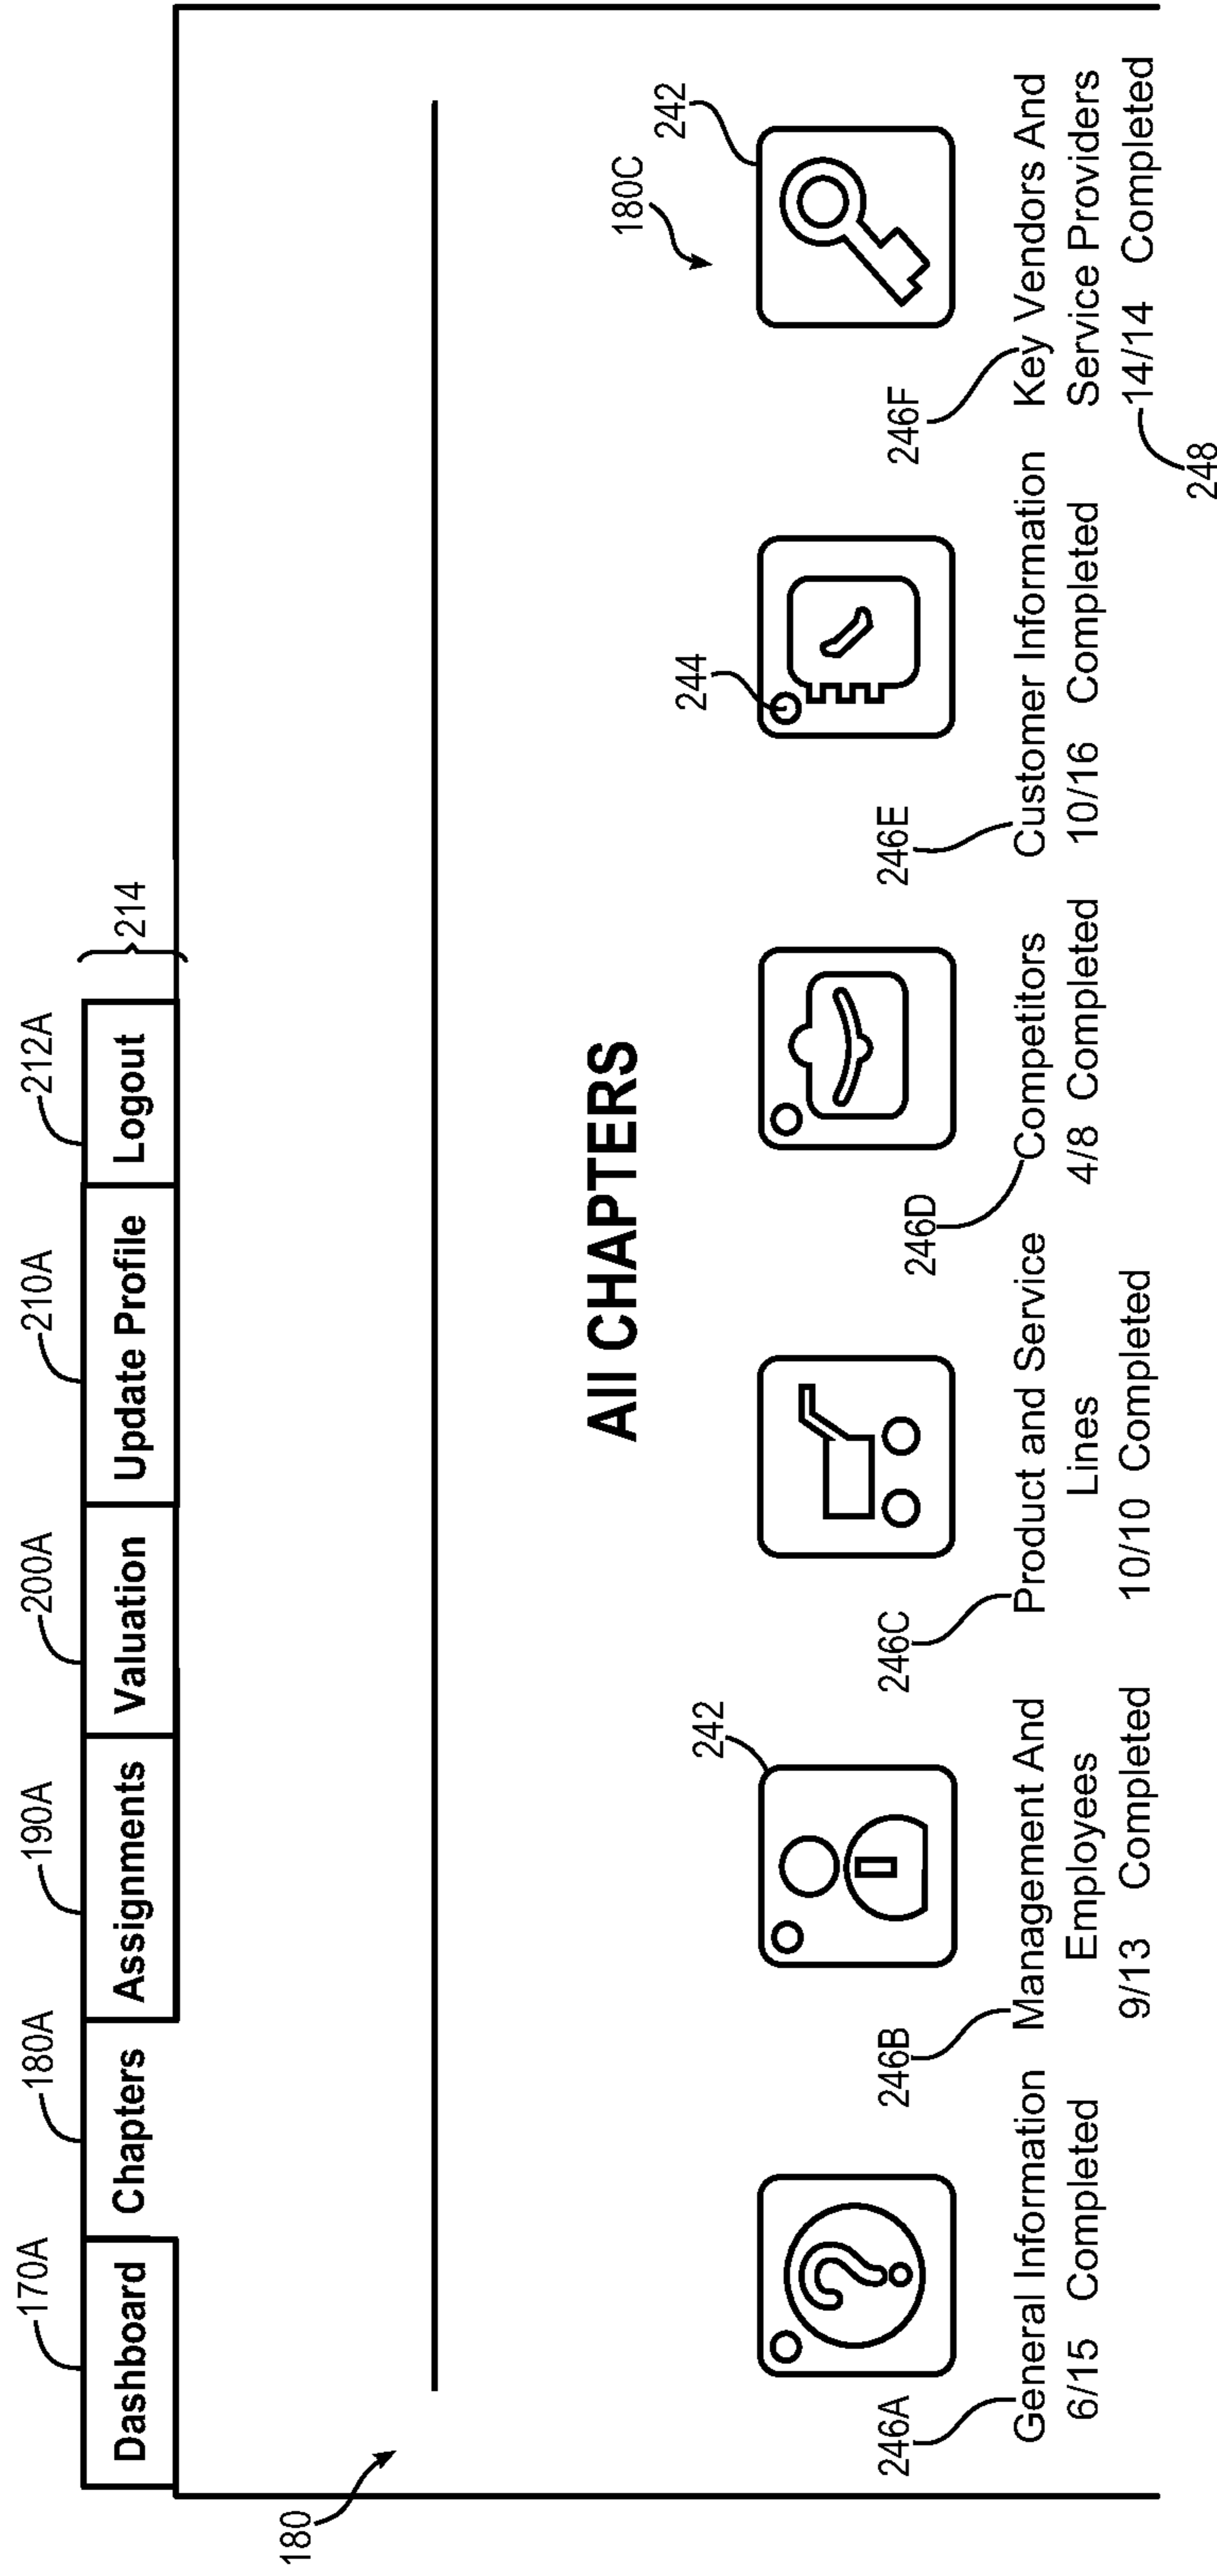 170A
180A
190A
200A
210A
212A
Dashboard
Chapters
Assignments
Valuation
Update Profile
Logout
214
180
All CHAPTERS
180C
242
244
242
246A
General Information
6/15 Completed
246B
Management And
Employees
9/13 Completed
246C
Product and Service
Lines
10/10 Completed
246D
Competitors
4/8 Completed
246E
Customer Information
10/16 Completed
246F
Key Vendors And
Service Providers
14/14 Completed
248